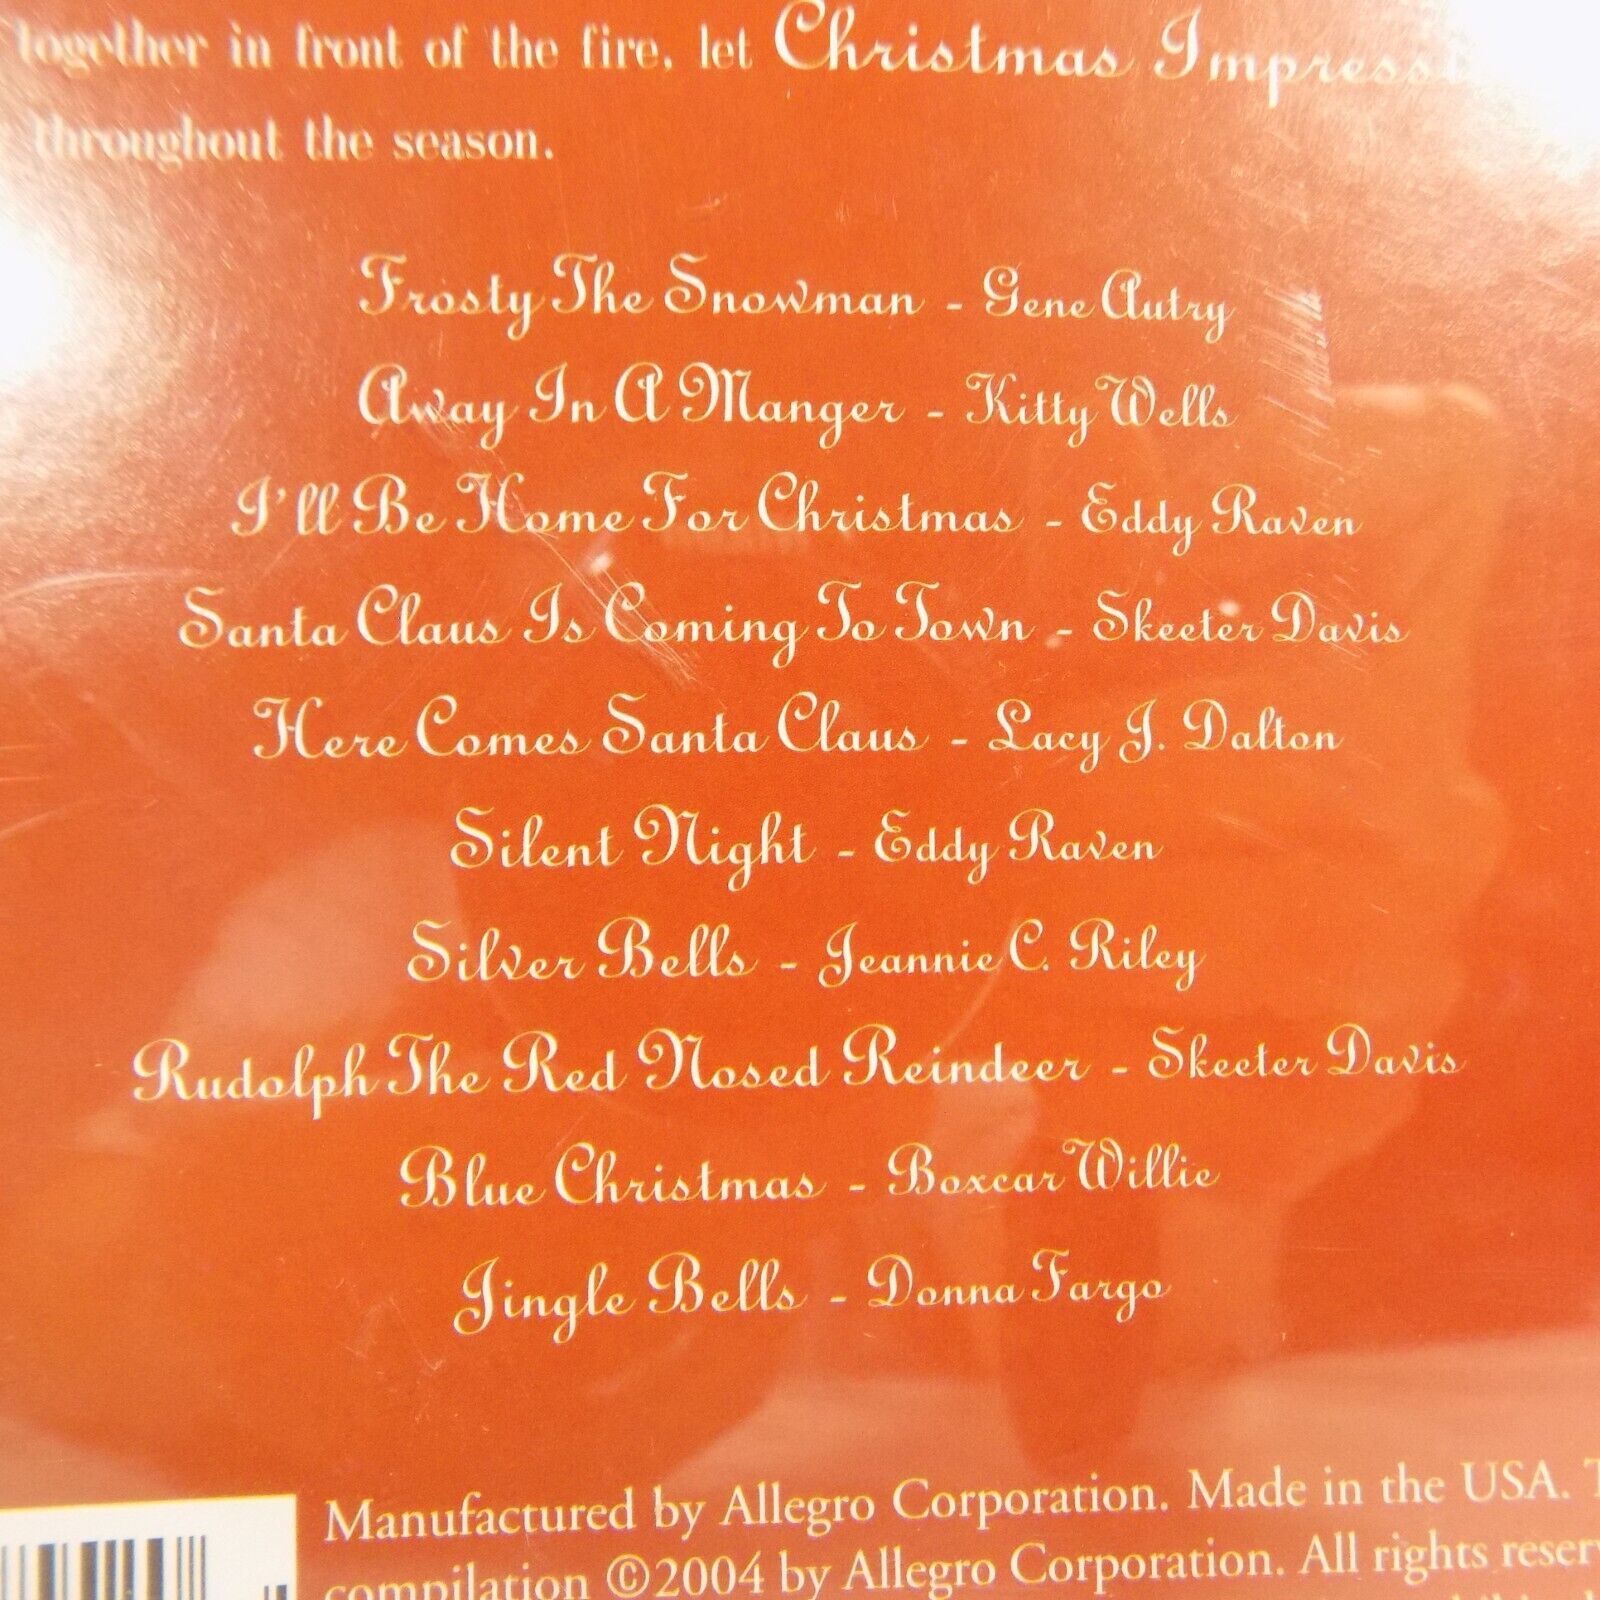 together in front of the fire, let Christmas
throughout the season.
Frosty The Snowman - Gene Autry
Away In A Manger - Kitty Wells
I'll Be Home For Christmas - Eddy Raven
Santa Claus Is Coming To Town - Skeeter Davis
Here Comes Santa Claus - Lacy J. Dalton
Silent Night - Eddy Raven
Silver Bells - Jeannie C. Riley
Rudolph The Red Nosed Reindeer - Skeeter Davis
Blue Christmas - Boxcar Willie
Jingle Bells - Donna Fargo
Manufactured by Allegro Corporation. Made in the USA.
compilation ©2004 by Allegro Corporation. All rights